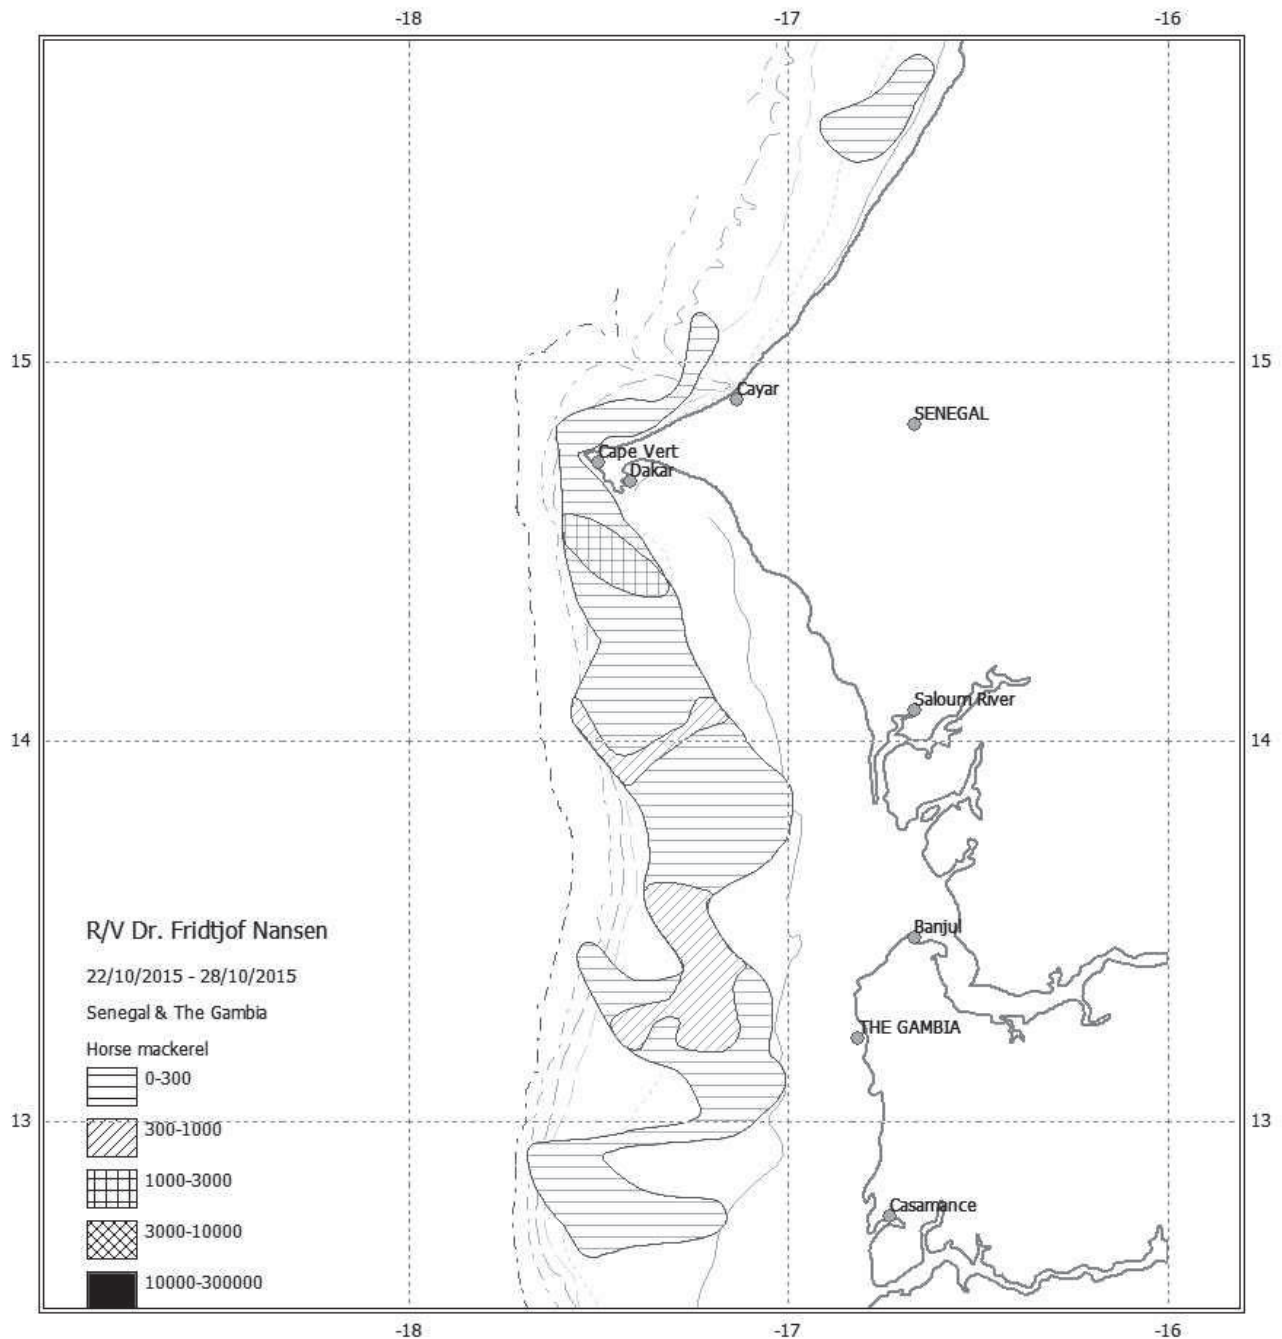 -18 -17 -16
15 15
Cayar
SENEGAL
Cape Vert
Dakar
Saloum River
14 14
R/V Dr. Fridtjof Nansen
Banjul
22/10/2015 - 28/10/2015
Senegal & The Gambia
THE GAMBIA
Horse mackerel
0-300
13 13
300-1000
1000-3000
Casamance
3000-10000
10000-300000
-18 -17 -16